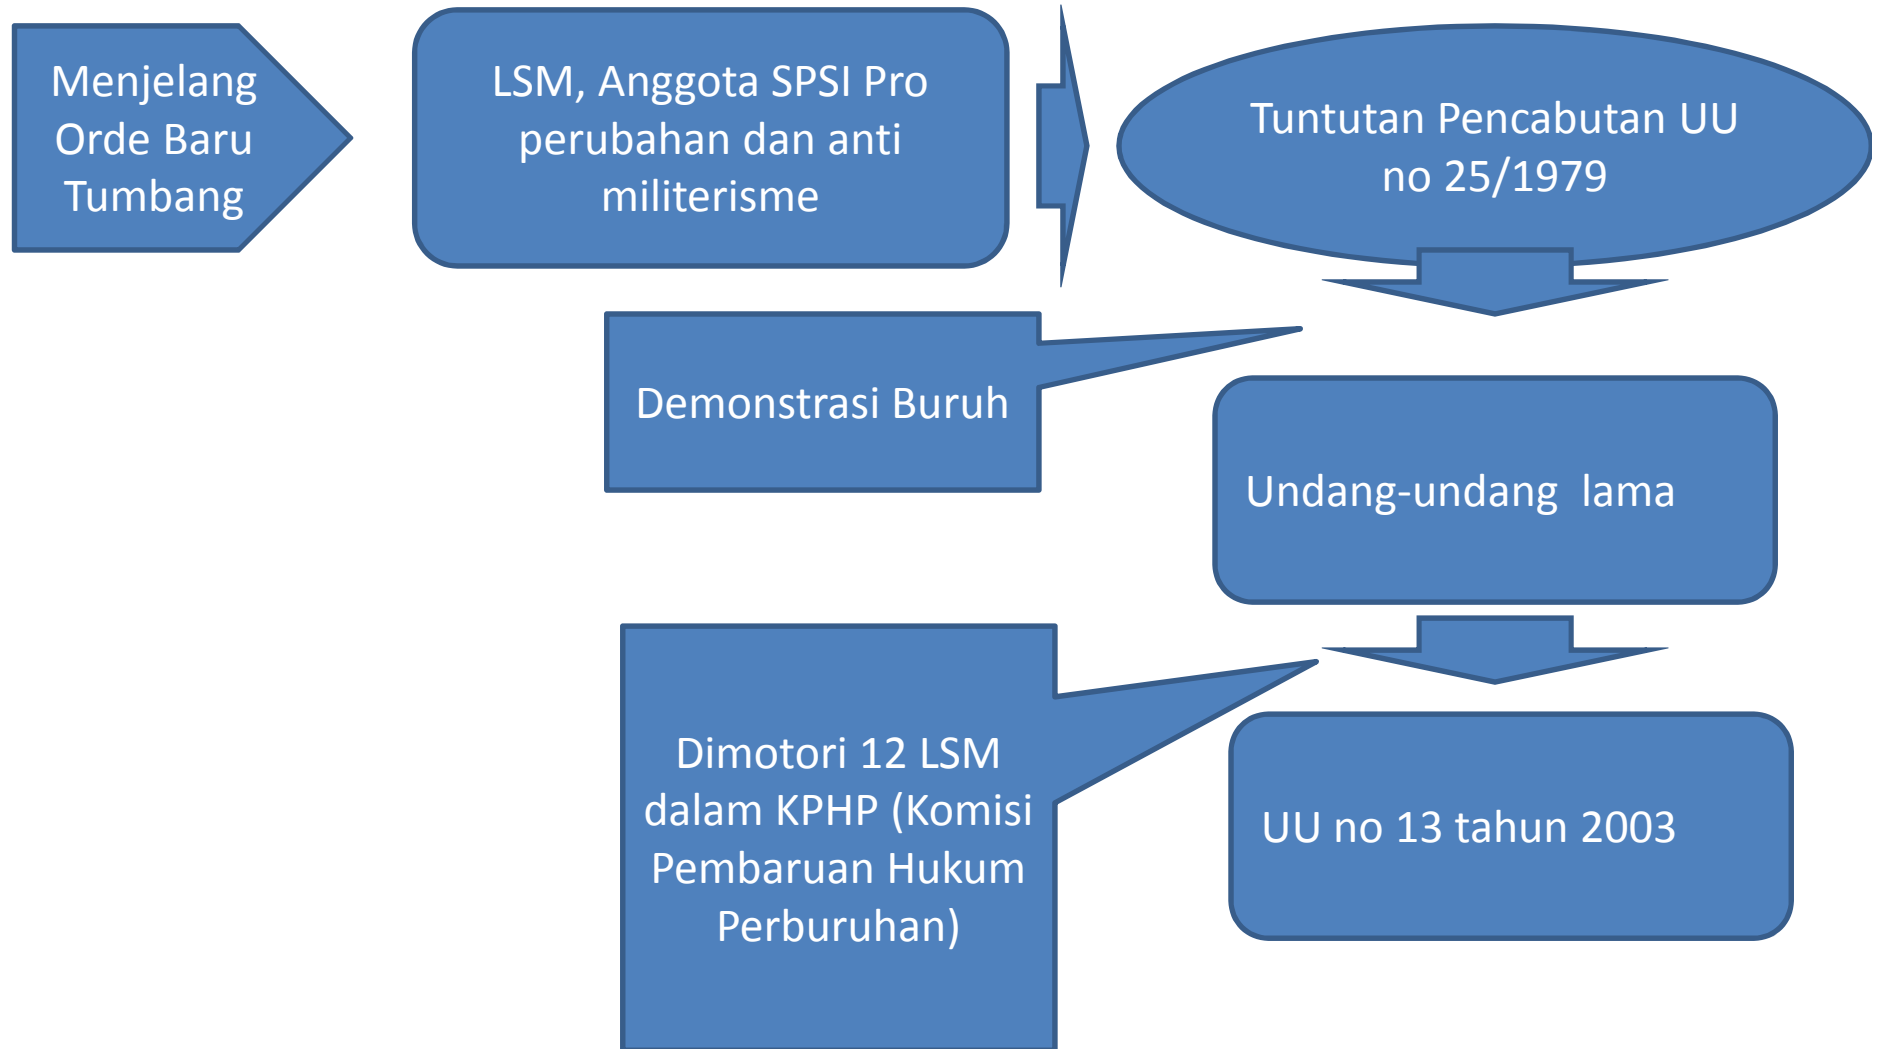 Menjelang
Orde Baru
Tumbang
LSM, Anggota SPSI Pro
perubahan dan anti
militerisme
Tuntutan Pencabutan UU
no 25/1979
Demonstrasi Buruh
Undang-undang  lama
Dimotori 12 LSM
dalam KPHP (Komisi
Pembaruan Hukum
Perburuhan)
UU no 13 tahun 2003